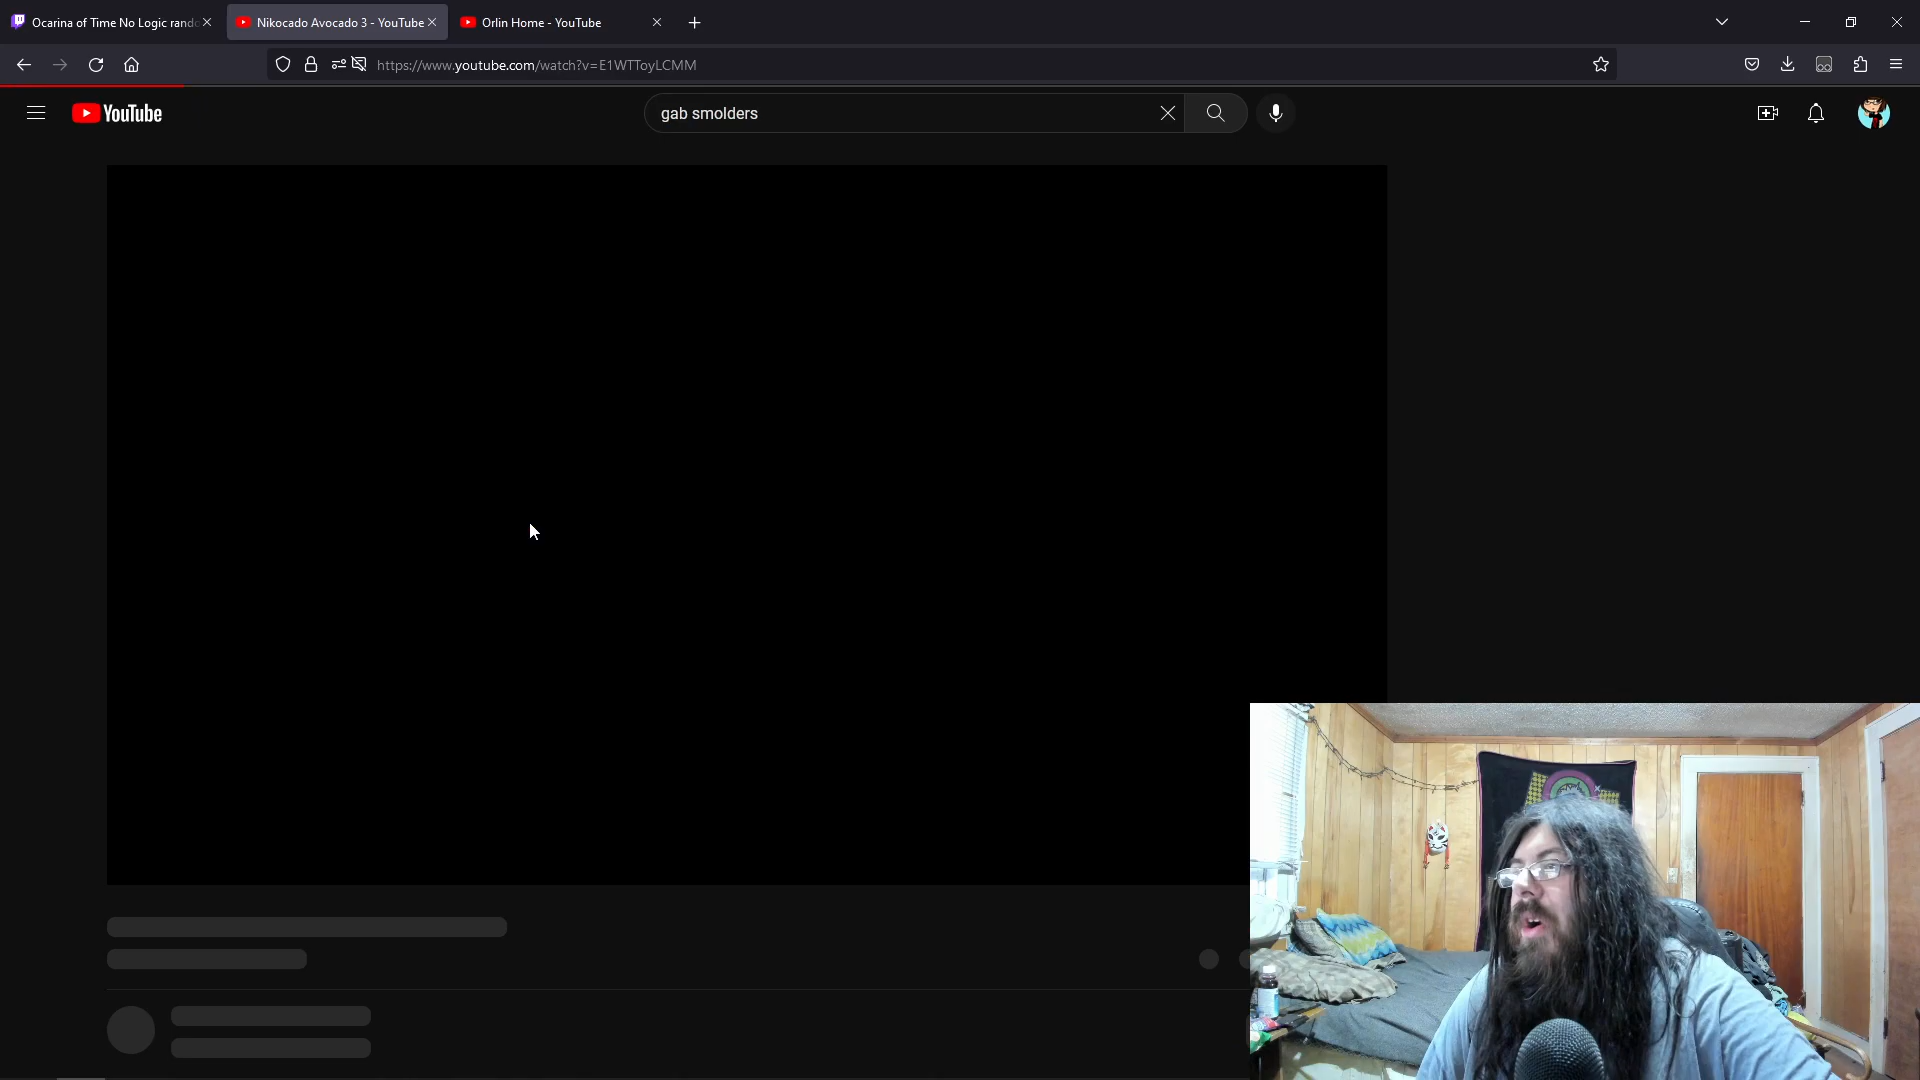 Ocarina of Time No Logic rando
Nikocado Avocado 3 - YouTube
Orlin Home - YouTube
https://www.youtube.com/watch?v=E1WTToyLCMM
YouTube
gab smolders